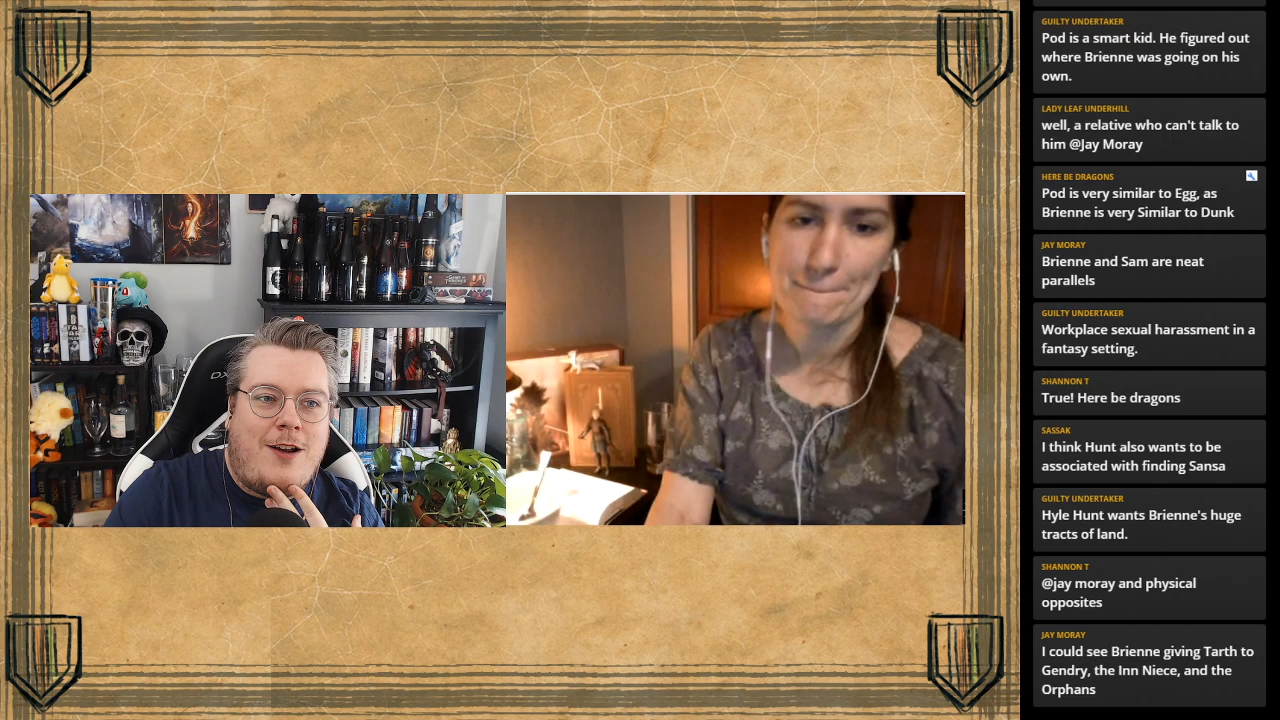 GUILTY UNDERTAKER
Pod is a smart kid. He figured out
where Brienne was going on his
own.
LADY LEAF UNDERHILL
well, a relative who can't talk to
him @Jay Moray
HERE BE DRAGONS
Pod is very similar to Egg, as
Brienne is very Similar to Dunk
JAY MORAY
Brienne and Sam are neat
parallels
GUILTY UNDERTAKER
Workplace sexual harassment in a
fantasy setting.
SHANNON T
True! Here be dragons
SASSAK
I think Hunt also wants to be
associated with finding Sansa
GUILTY UNDERTAKER
Hyle Hunt wants Brienne's huge
tracts of land.
SHANNON T
@jay moray and physical
opposites
JAY MORAY
I could see Brienne giving Tarth to
Gendry, the Inn Niece, and the
Orphans